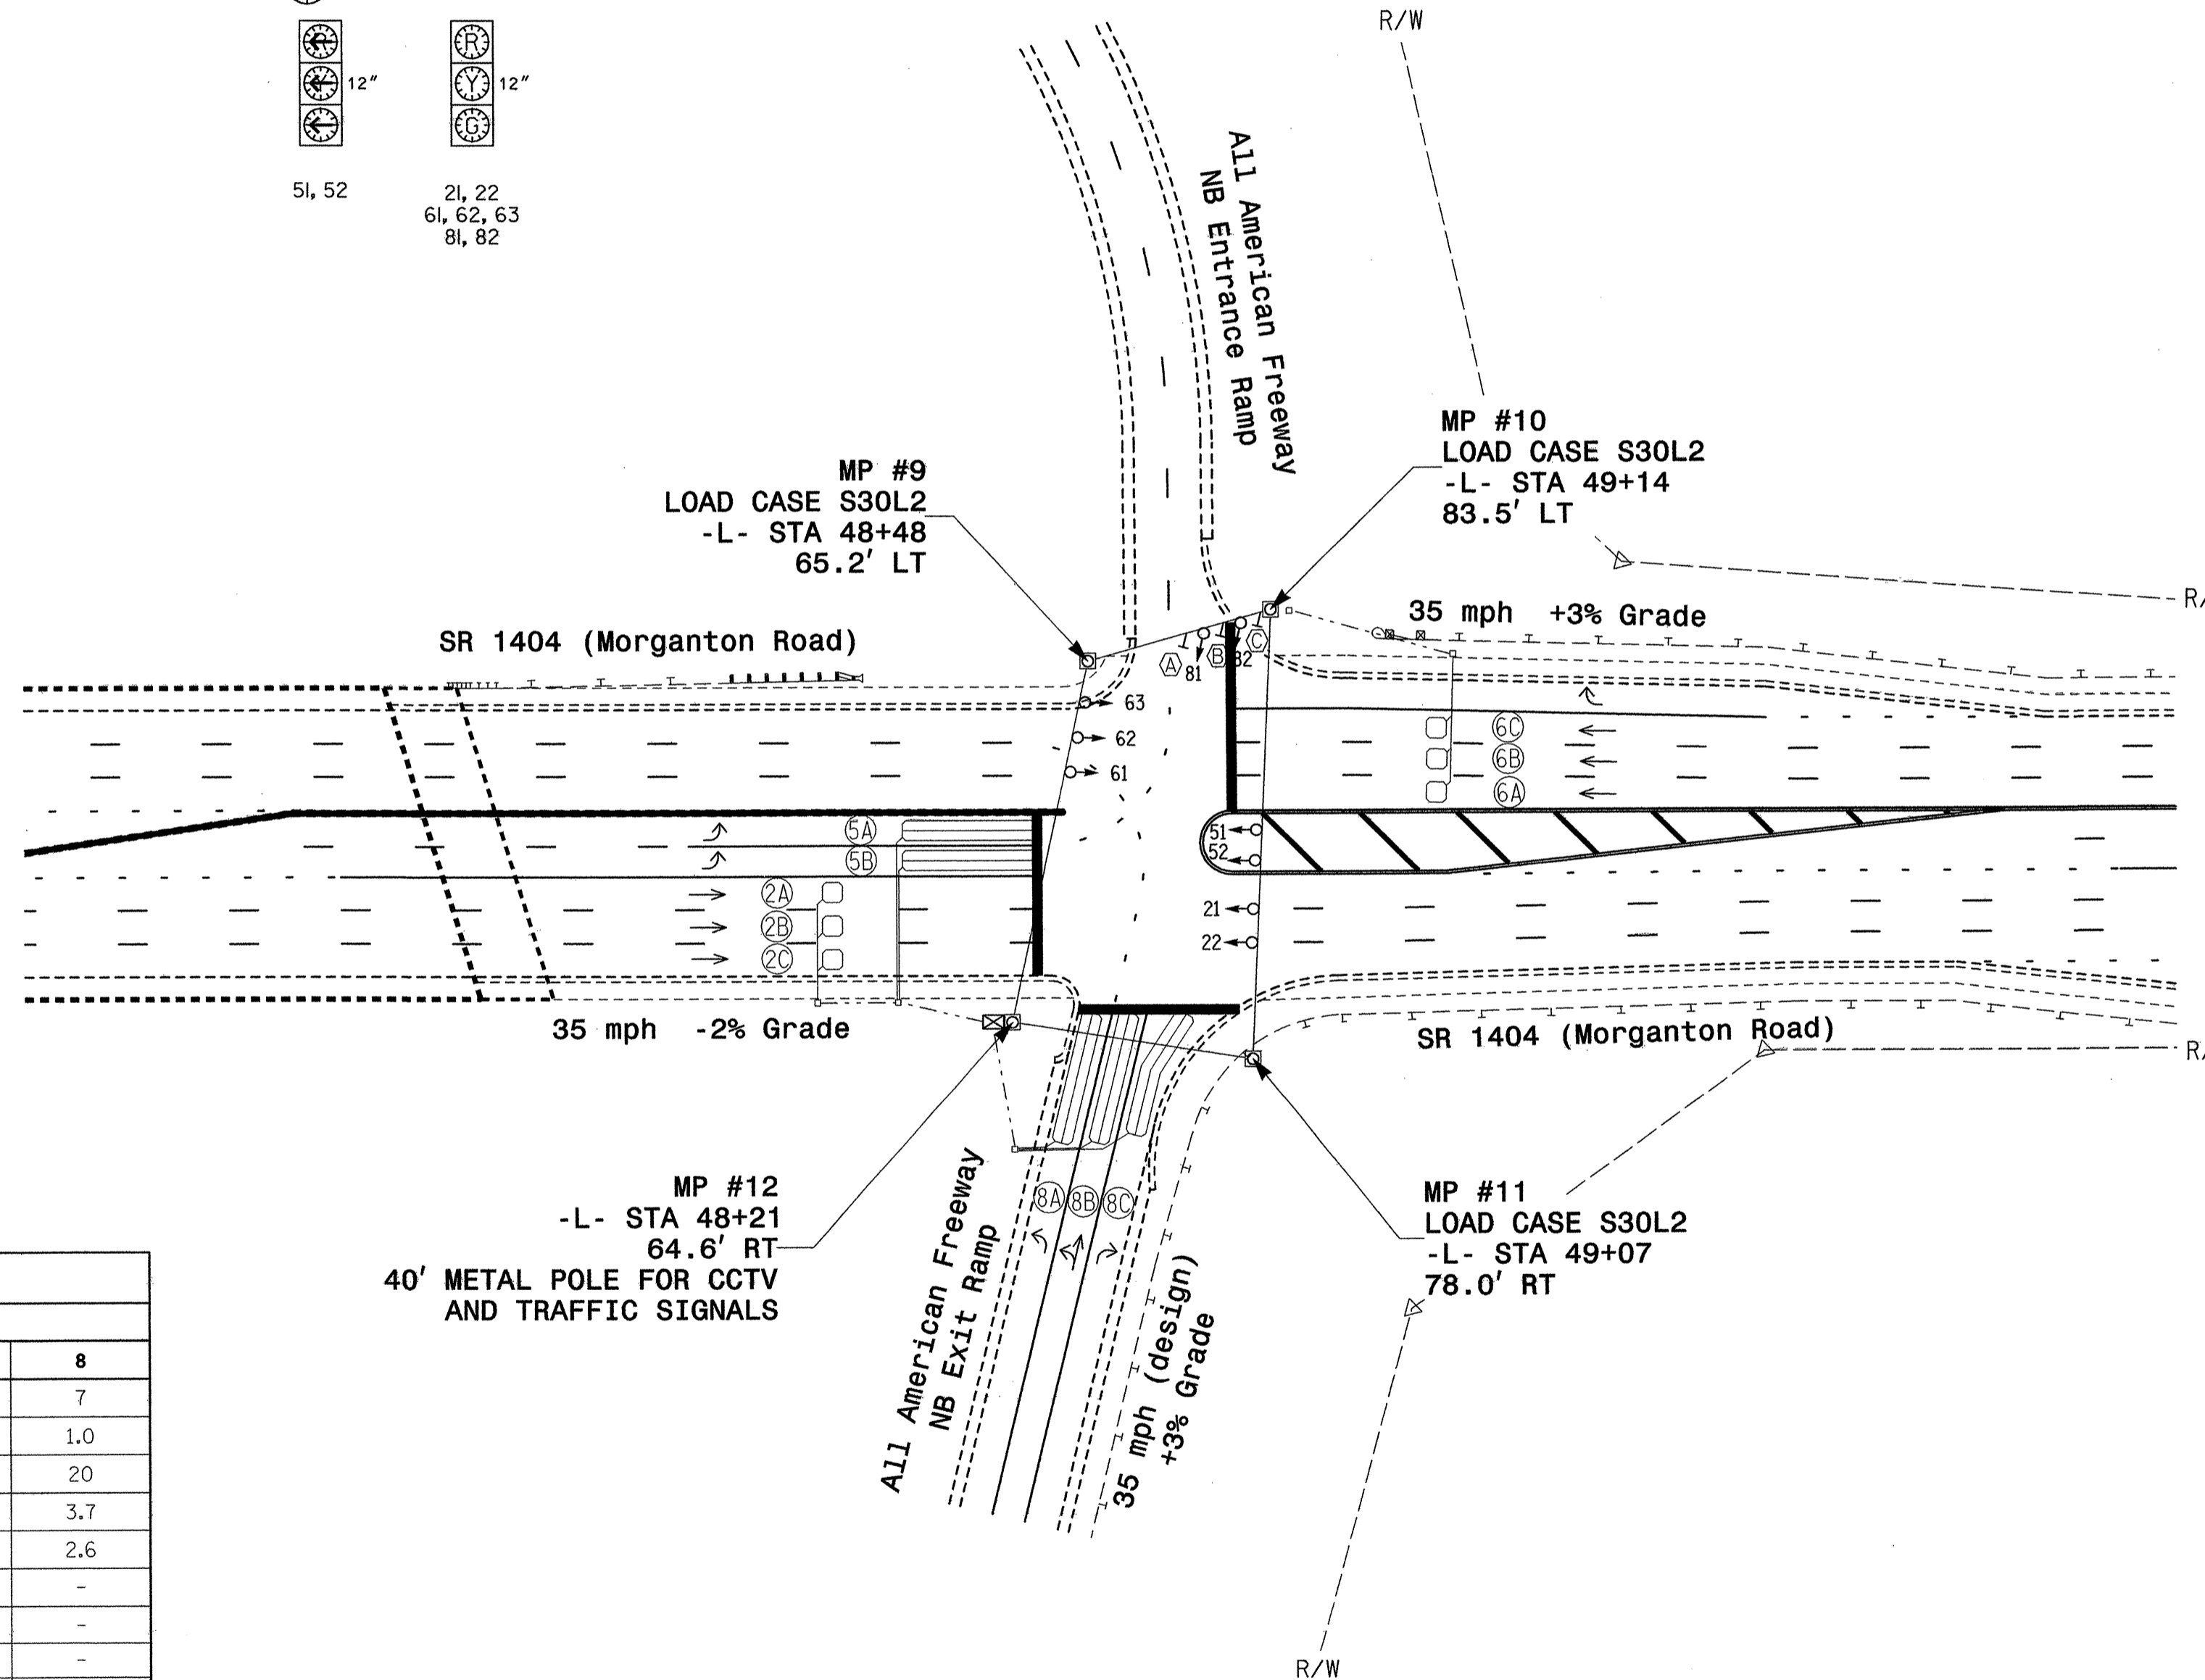 R
Y
G
12"
12"
51, 52
21, 22
61, 62, 63
81, 82
R/W
All American Freeway
NB Entrance Ramp
MP #10
LOAD CASE S30L2
-L- STA 49+14
83.5' LT
MP #9
LOAD CASE S30L2
-L- STA 48+48
65.2' LT
35 mph +3% Grade
SR 1404 (Morganton Road)
A
81
B
82
C
63
62
61
6C
6B
6A
5A
5B
51
52
2A
2B
2C
21
22
35 mph -2% Grade
SR 1404 (Morganton Road)
MP #12
-L- STA 48+21
64.6' RT
40' METAL POLE FOR CCTV
AND TRAFFIC SIGNALS
8A
8B
8C
All American Freeway
NB Exit Ramp
35 mph (design)
+3% Grade
MP #11
LOAD CASE S30L2
-L- STA 49+07
78.0' RT
R/W
8
7
1.0
20
3.7
2.6
-
-
-